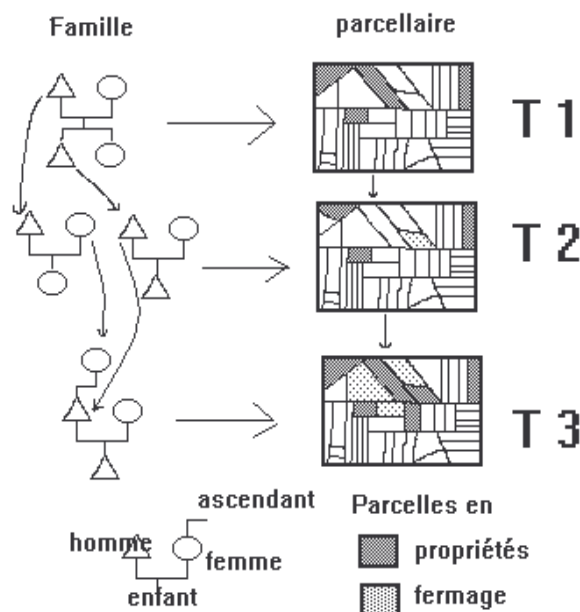 Famille
parcellaire
T 1
T 2
T 3
ascendant
homme
femme
enfant
Parcelles en
propriétés
fermage